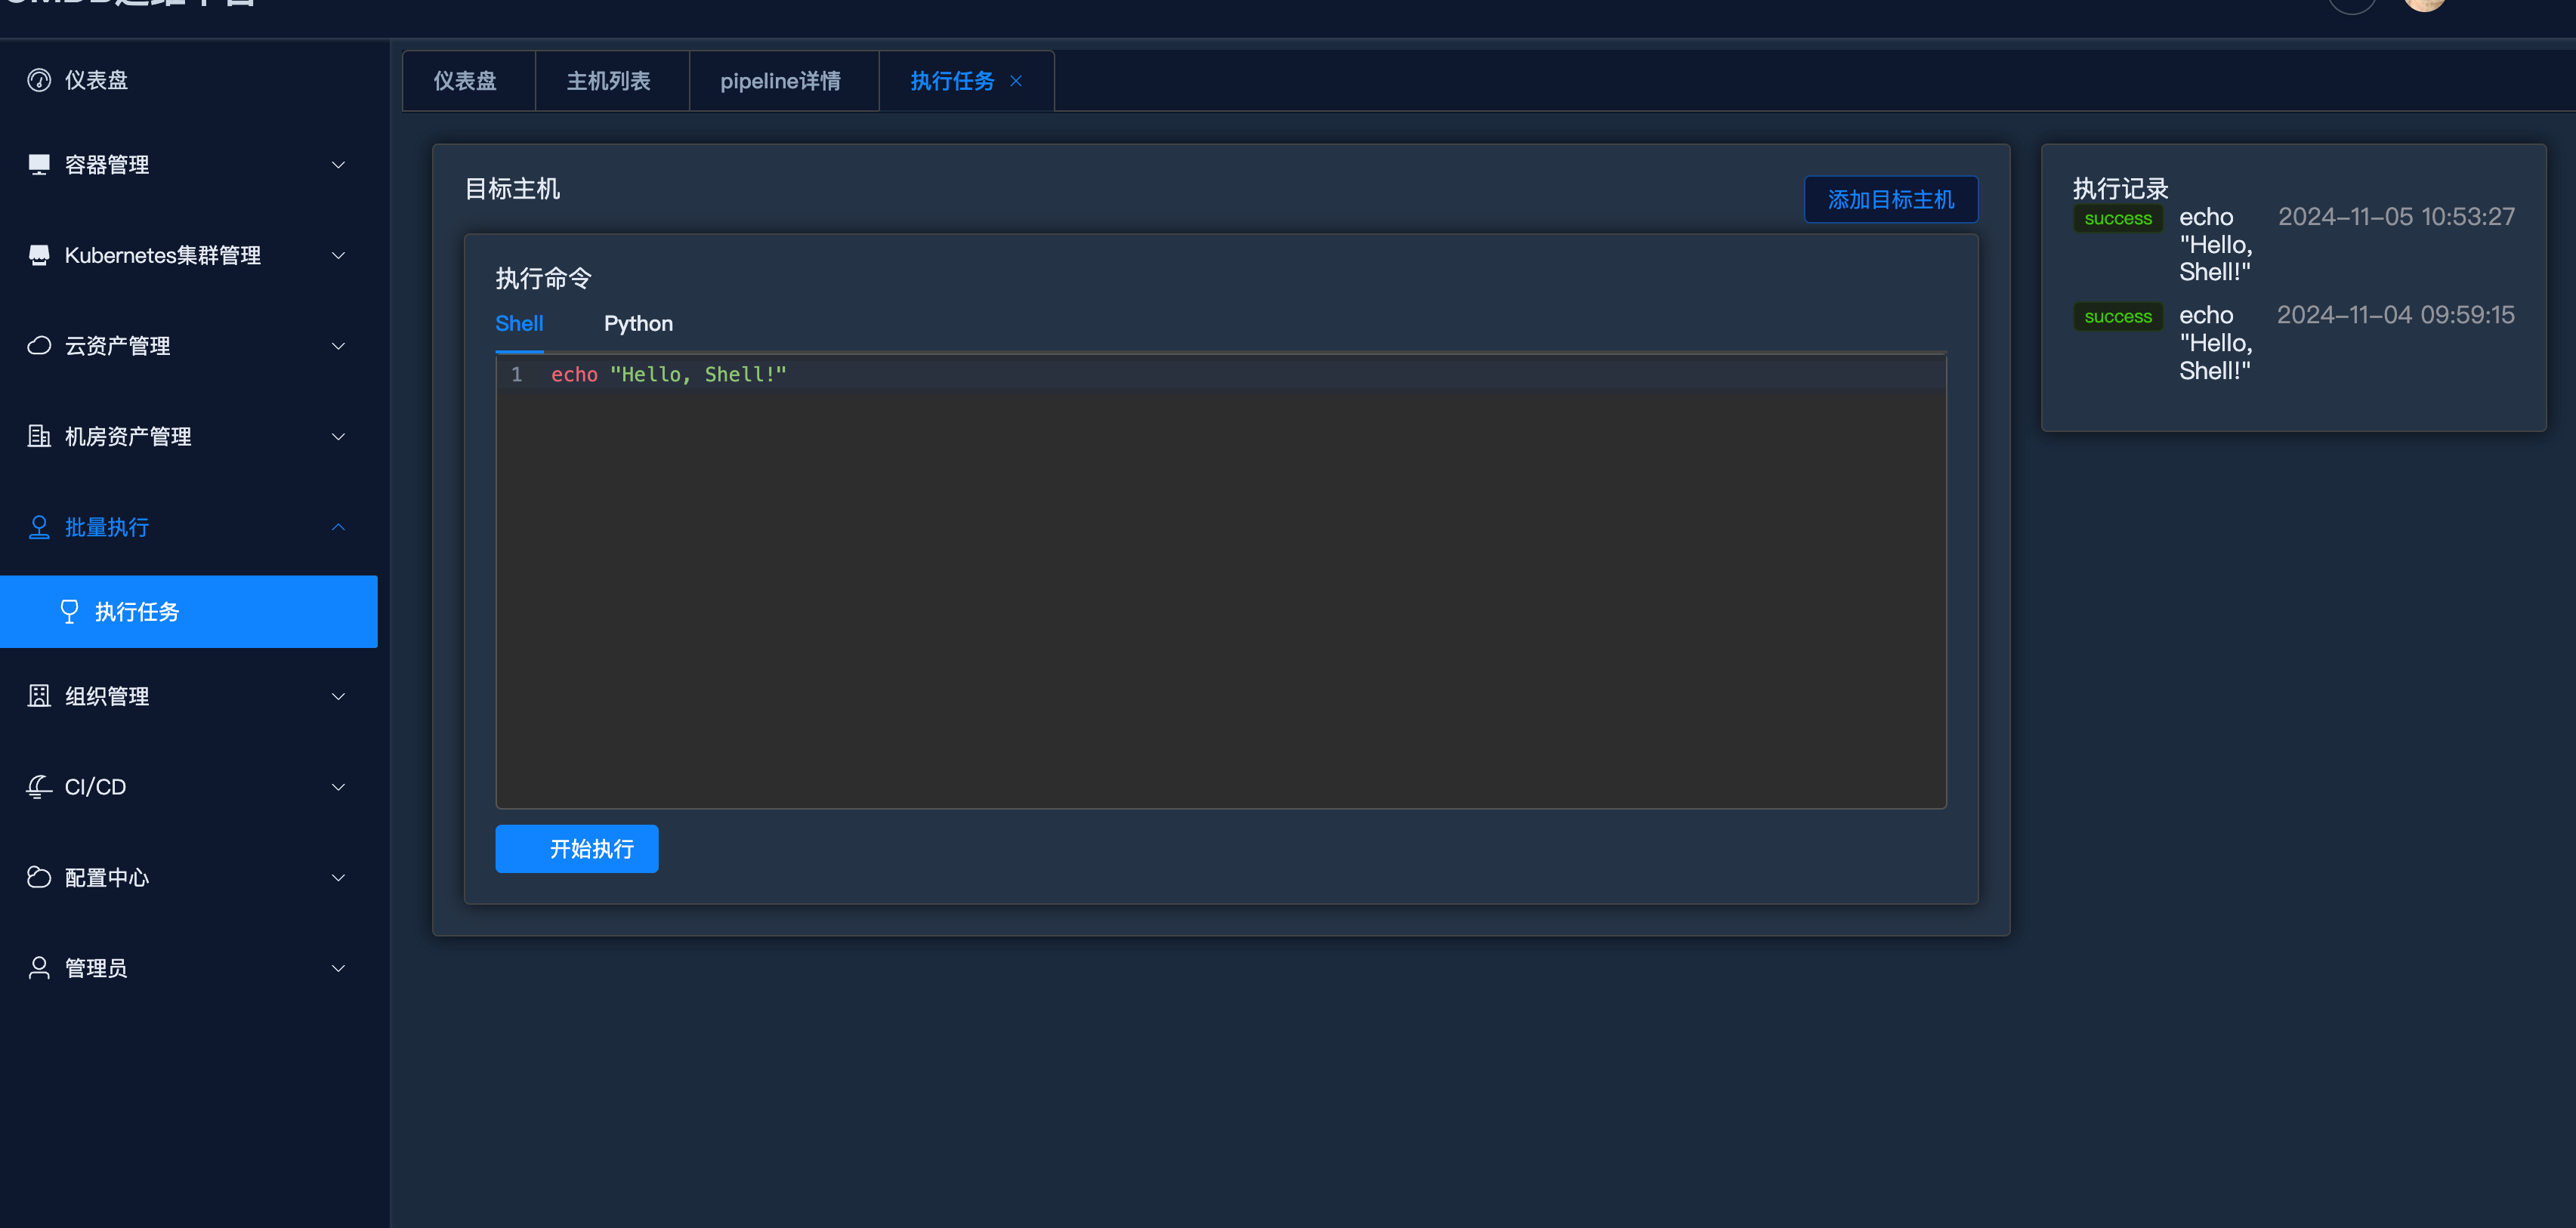 仪表盘
容器管理
Kubernetes集群管理
云资产管理
机房资产管理
批量执行
执行任务
组织管理
CI/CD
配置中心
管理员
仪表盘
主机列表
pipeline详情
执行任务
目标主机
添加目标主机
执行命令
Shell
Python
1 echo "Hello, Shell!"
开始执行
执行记录
success echo 2024-11-05 10:53:27
"Hello,
Shell!"
success echo 2024-11-04 09:59:15
"Hello,
Shell!"